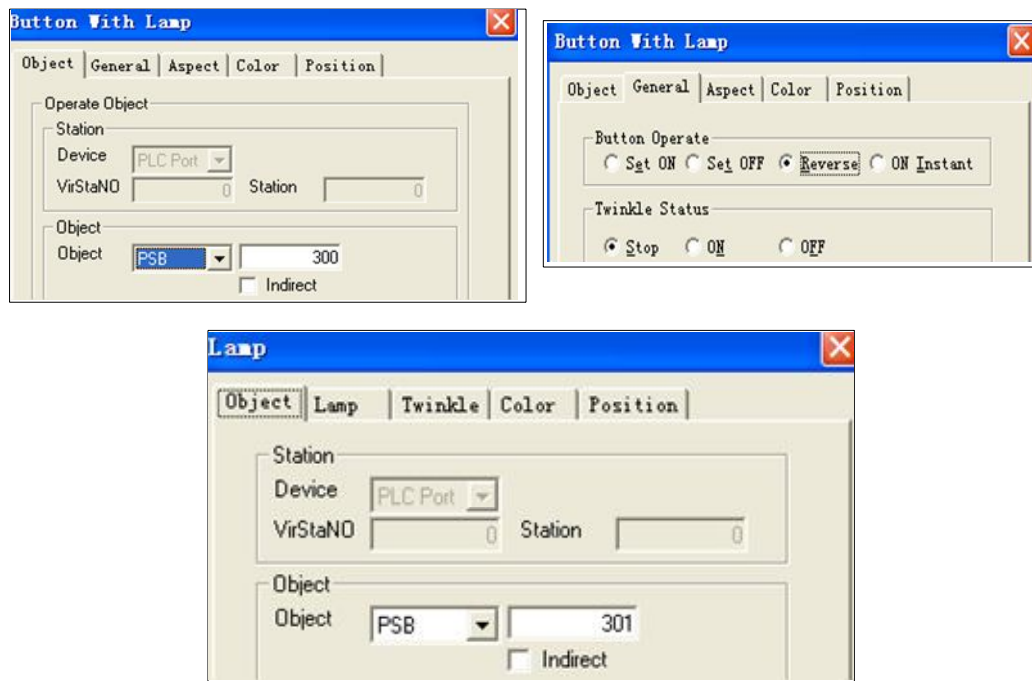 Button With Lamp
Object General Aspect Color Position
Operate Object
Station
Device PLC Port
VirStaNO 0 Station 0
Object
Object PSB 300
Indirect
Button With Lamp
Object General Aspect Color Position
Button Operate
Set ON Set OFF Reverse ON Instant
Twinkle Status
Stop ON OFF
Lamp
Object Lamp Twinkle Color Position
Station
Device PLC Port
VirStaNO 0 Station 0
Object
Object PSB 301
Indirect